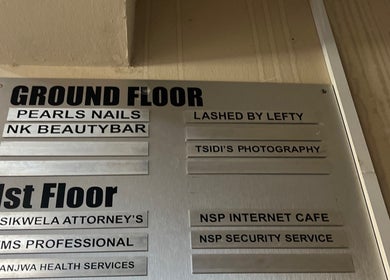 GROUND FLOOR
PEARLS NAILS
NK BEAUTYBAR
LASHED BY LEFTY
TSIDI'S PHOTOGRAPHY
1st Floor
SIKWELA ATTORNEY'S
MS PROFESSIONAL
ANJWA HEALTH SERVICES
NSP INTERNET CAFE
NSP SECURITY SERVICE